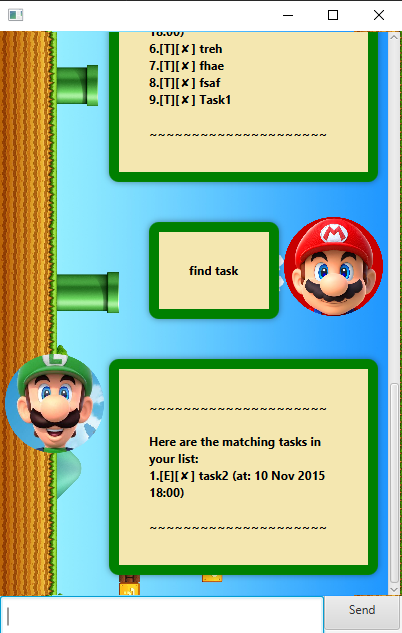 18:00)
6.[T][✘] treh
7.[T][✘] fhae
8.[T][✘] fsaf
9.[T][✘] Task1
~~~~~~~~~~~~~~~~~~~~~
find task
M
L
~~~~~~~~~~~~~~~~~~~~~
Here are the matching tasks in
your list:
1.[E][✘] task2 (at: 10 Nov 2015
18:00)
~~~~~~~~~~~~~~~~~~~~~
Send